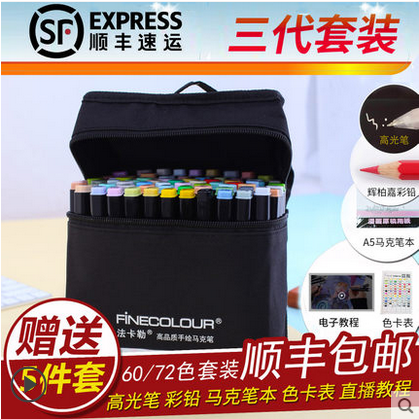 SF EXPRESS
顺丰速运
三代套装
高光笔
辉柏嘉彩铅
A5马克笔本
电子教程
色卡表
FINECOLOUR®
法卡勒® 高品质手绘马克笔
赠送
5件套
60/72色套装
顺丰包邮
高光笔 彩铅 马克笔本 色卡表 直播教程